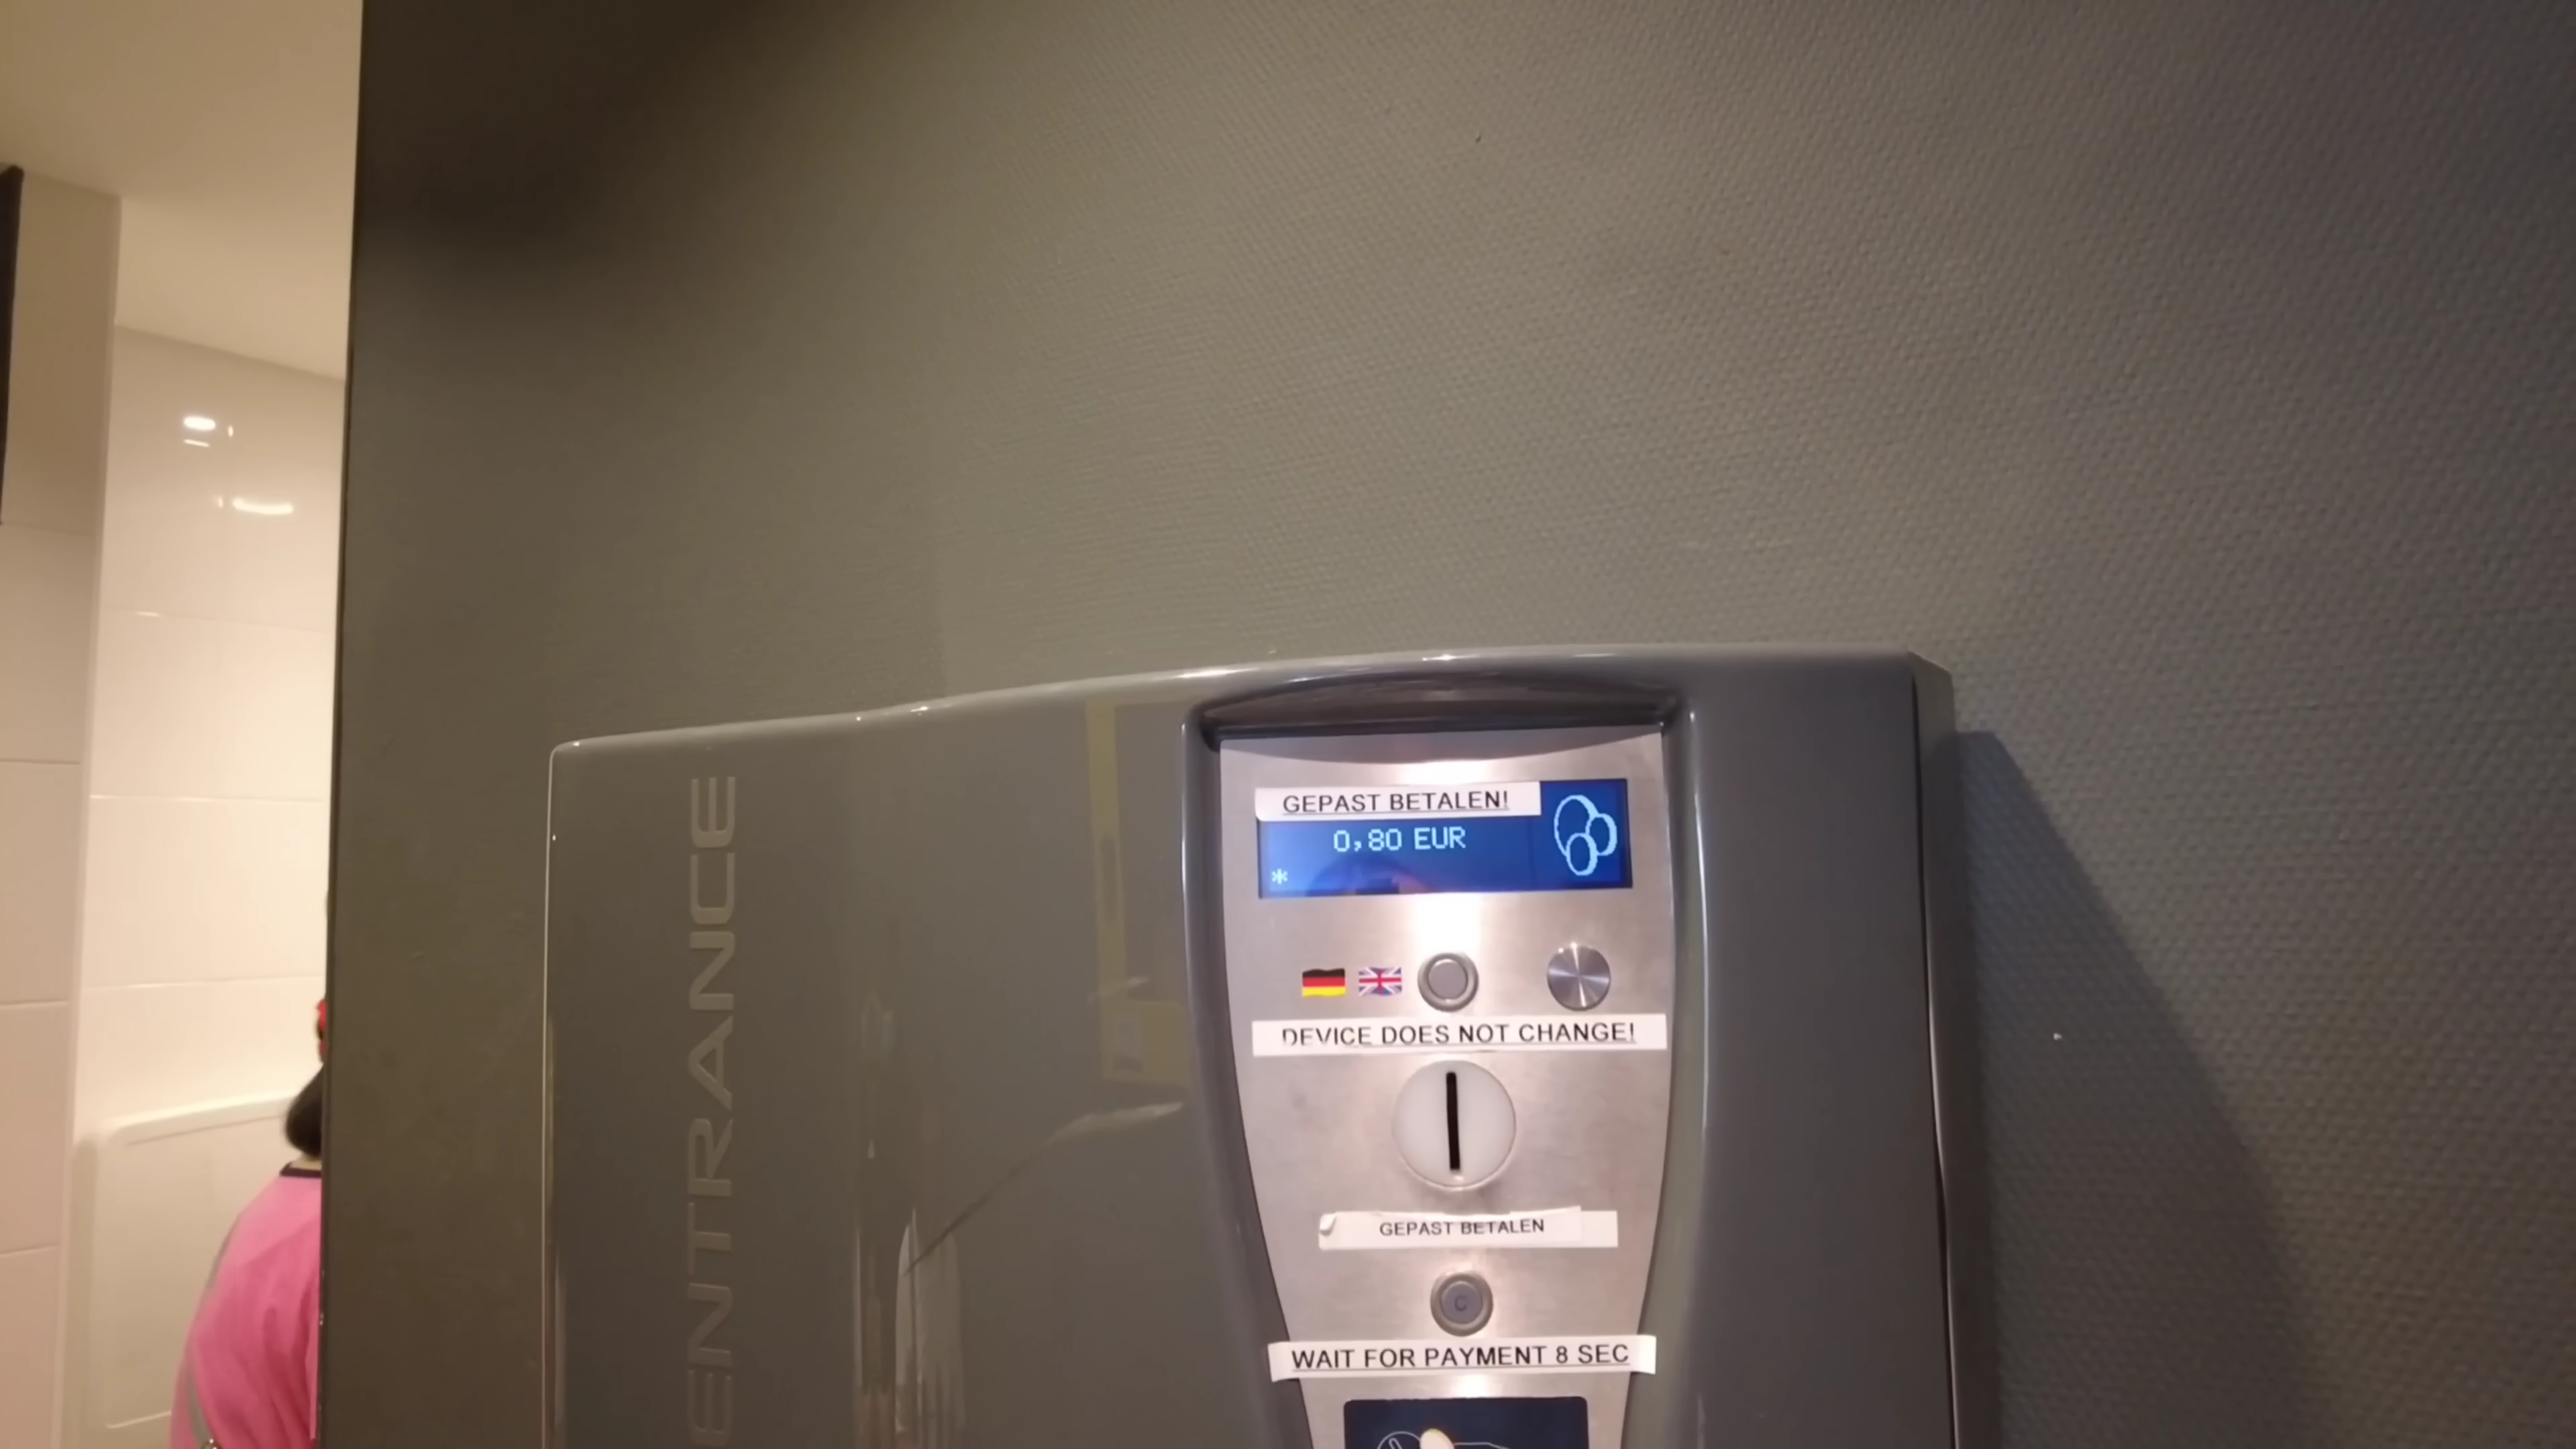 ENTRANCE
GEPAST BETALEN!
0,80 EUR
*
DEVICE DOES NOT CHANGE!
GEPAST BETALEN
C
WAIT FOR PAYMENT 8 SEC